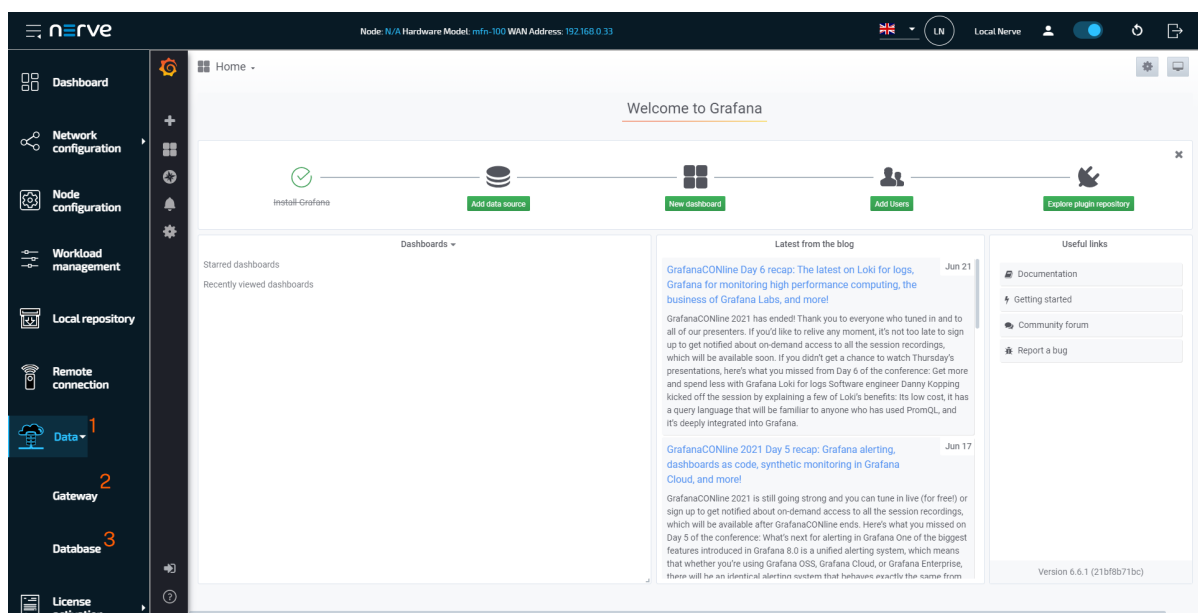 nerve
Node: N/A Hardware Model: mfn-100 WAN Address: 192.168.0.33
LN
Local Nerve
Dashboard
Network
configuration
Node
configuration
Workload
management
Local repository
Remote
connection
Data
1
Gateway
2
Database
3
License
Home
Welcome to Grafana
Install Grafana
Add data source
New dashboard
Add Users
Explore plugin repository
Dashboards
Starred dashboards
Recently viewed dashboards
Latest from the blog
GrafanaCONline Day 6 recap: The latest on Loki for logs,
Grafana for monitoring high performance computing, the
business of Grafana Labs, and more!
Jun 21
GrafanaCONline 2021 has ended! Thank you to everyone who tuned in and to
all of our presenters. If you'd like to relive any moment, it's not too late to sign
up to get notified about on-demand access to all the session recordings,
which will be available soon. If you didn't get a chance to watch Thursday's
presentations, here's what you missed from Day 6 of the conference: Get more
and spend less with Grafana Loki for logs Software engineer Danny Kopping
kicked off the session by explaining a few of Loki's benefits: Its low cost, it has
a query language that will be familiar to anyone who has used PromQL, and
it's deeply integrated into Grafana.
GrafanaCONline 2021 Day 5 recap: Grafana alerting,
dashboards as code, synthetic monitoring in Grafana
Cloud, and more!
Jun 17
GrafanaCONline 2021 is still going strong and you can tune in live (for free!) or
sign up to get notified about on-demand access to all the session recordings,
which will be available after GrafanaCONline ends. Here's what you missed on
Day 5 of the conference: What's next for alerting in Grafana One of the biggest
features introduced in Grafana 8.0 is a unified alerting system, which means
that whether you're using Grafana OSS, Grafana Cloud, or Grafana Enterprise,
there will be an identical alerting system that behaves exactly the same from
Useful links
Documentation
Getting started
Community forum
Report a bug
Version 6.6.1 (21bf8b71bc)